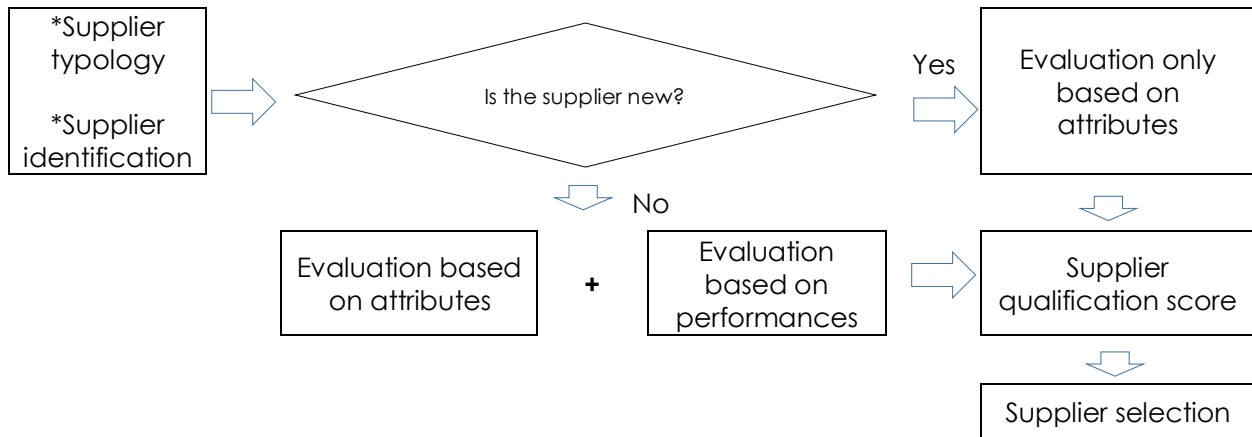 *Supplier
typology
*Supplier
identification
Is the supplier new?
Yes
Evaluation only
based on
attributes
No
Evaluation based
on attributes
+
Evaluation
based on
performances
Supplier
qualification score
Supplier selection